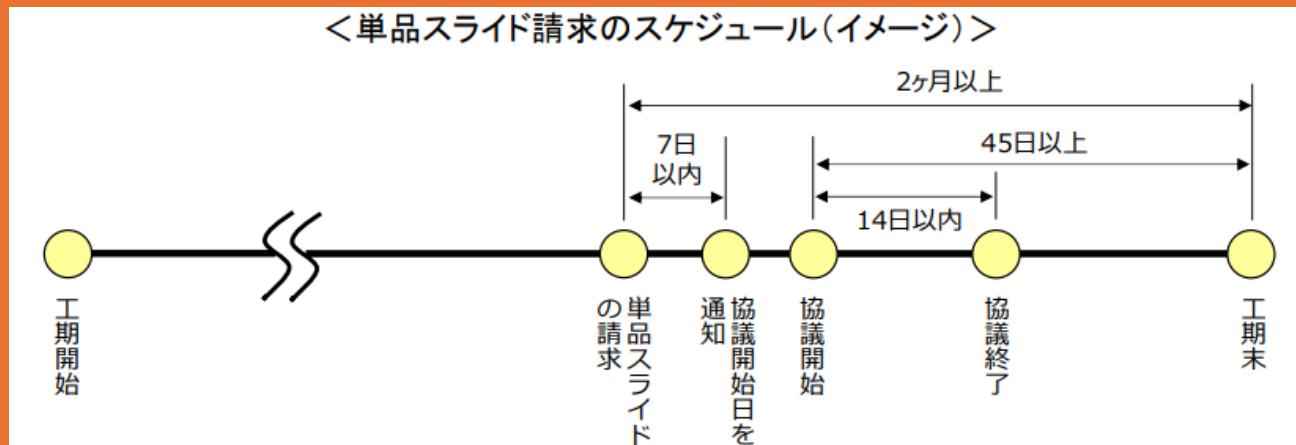 ＜単品スライド請求のスケジュール（イメージ）＞
2ヶ月以上
7日
以内
45日以上
14日以内
工期開始
単品スライド
の請求
協議開始日を
通知
協議開始
協議終了
工期末